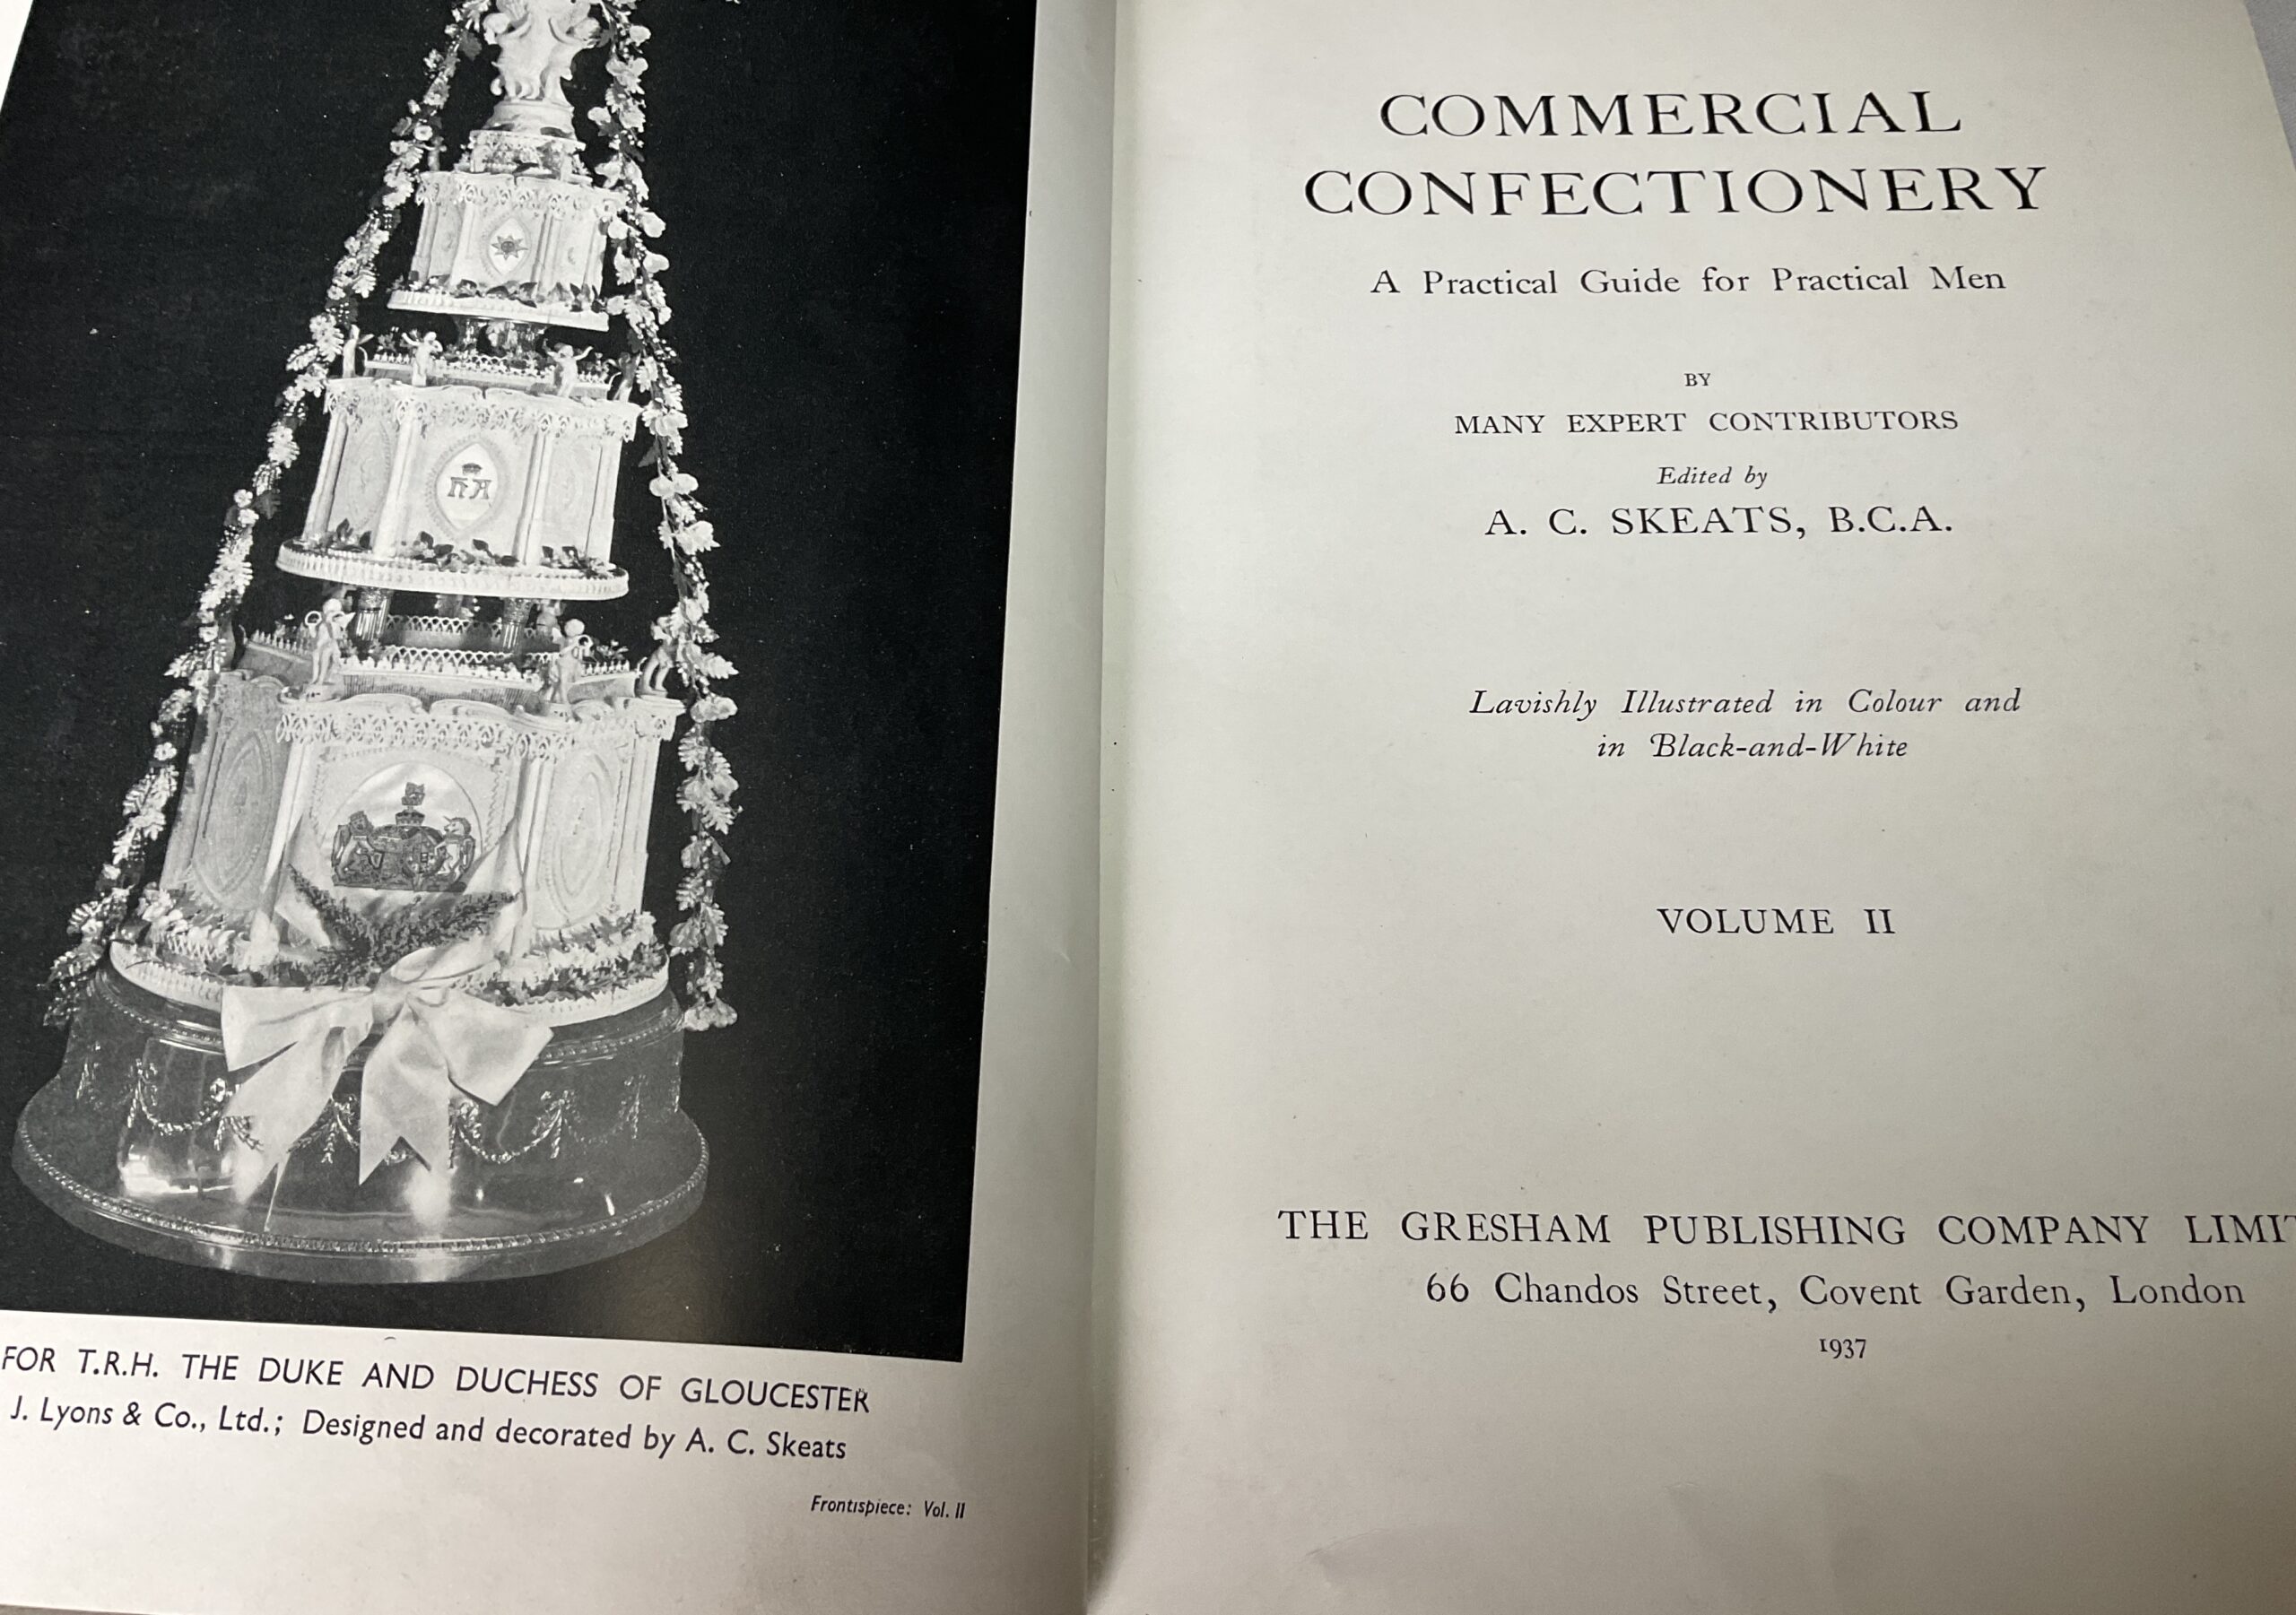 FOR T.R.H. THE DUKE AND DUCHESS OF GLOUCESTER
J. Lyons & Co., Ltd.; Designed and decorated by A. C. Skeats
Frontispiece: Vol. II
COMMERCIAL
CONFECTIONERY
A Practical Guide for Practical Men
BY
MANY EXPERT CONTRIBUTORS
Edited by
A. C. SKEATS, B.C.A.
Lavishly Illustrated in Colour and
in Black-and-White
VOLUME II
THE GRESHAM PUBLISHING COMPANY LIMIT
66 Chandos Street, Covent Garden, London
1937